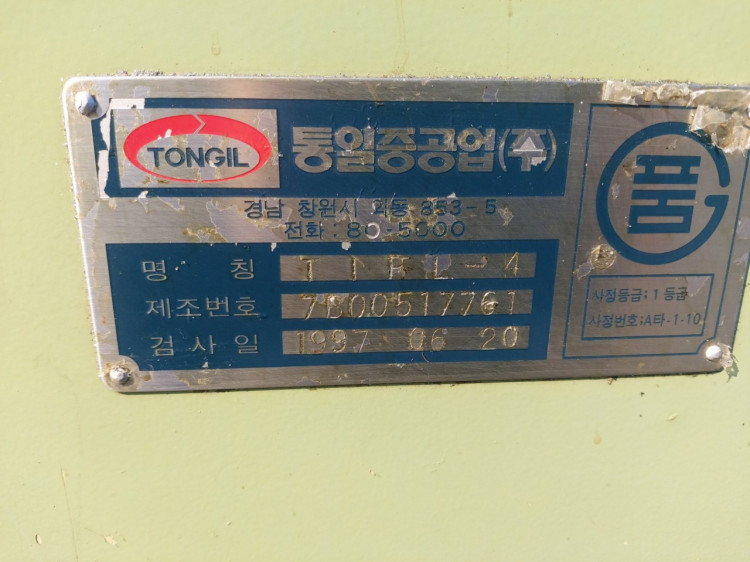 TONGIL
통일중공업(주)
경남 창원시 외동 853-5
전화: 80-5000
명 칭
제조번호 7B00517761
검사일 1997 06 20
품
사정등급: 1 등급
사정번호:A타-1-10